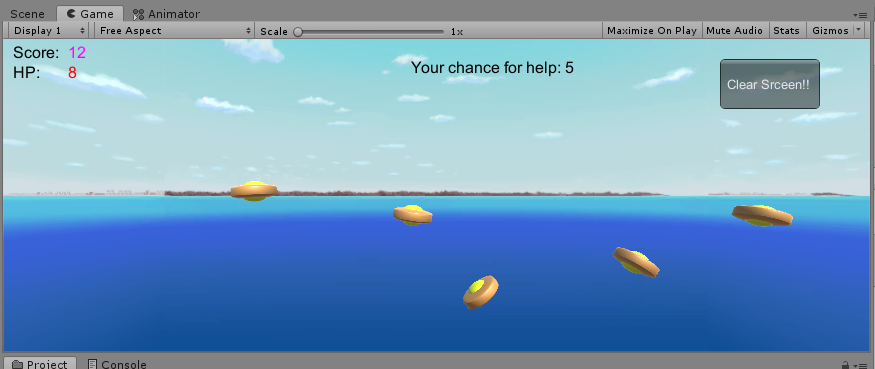 Scene Game Animator
Display 1 Free Aspect Scale 1x Maximize On Play Mute Audio Stats Gizmos
Score: 12
HP: 8
Your chance for help: 5
Clear Srceen!!
Project Console